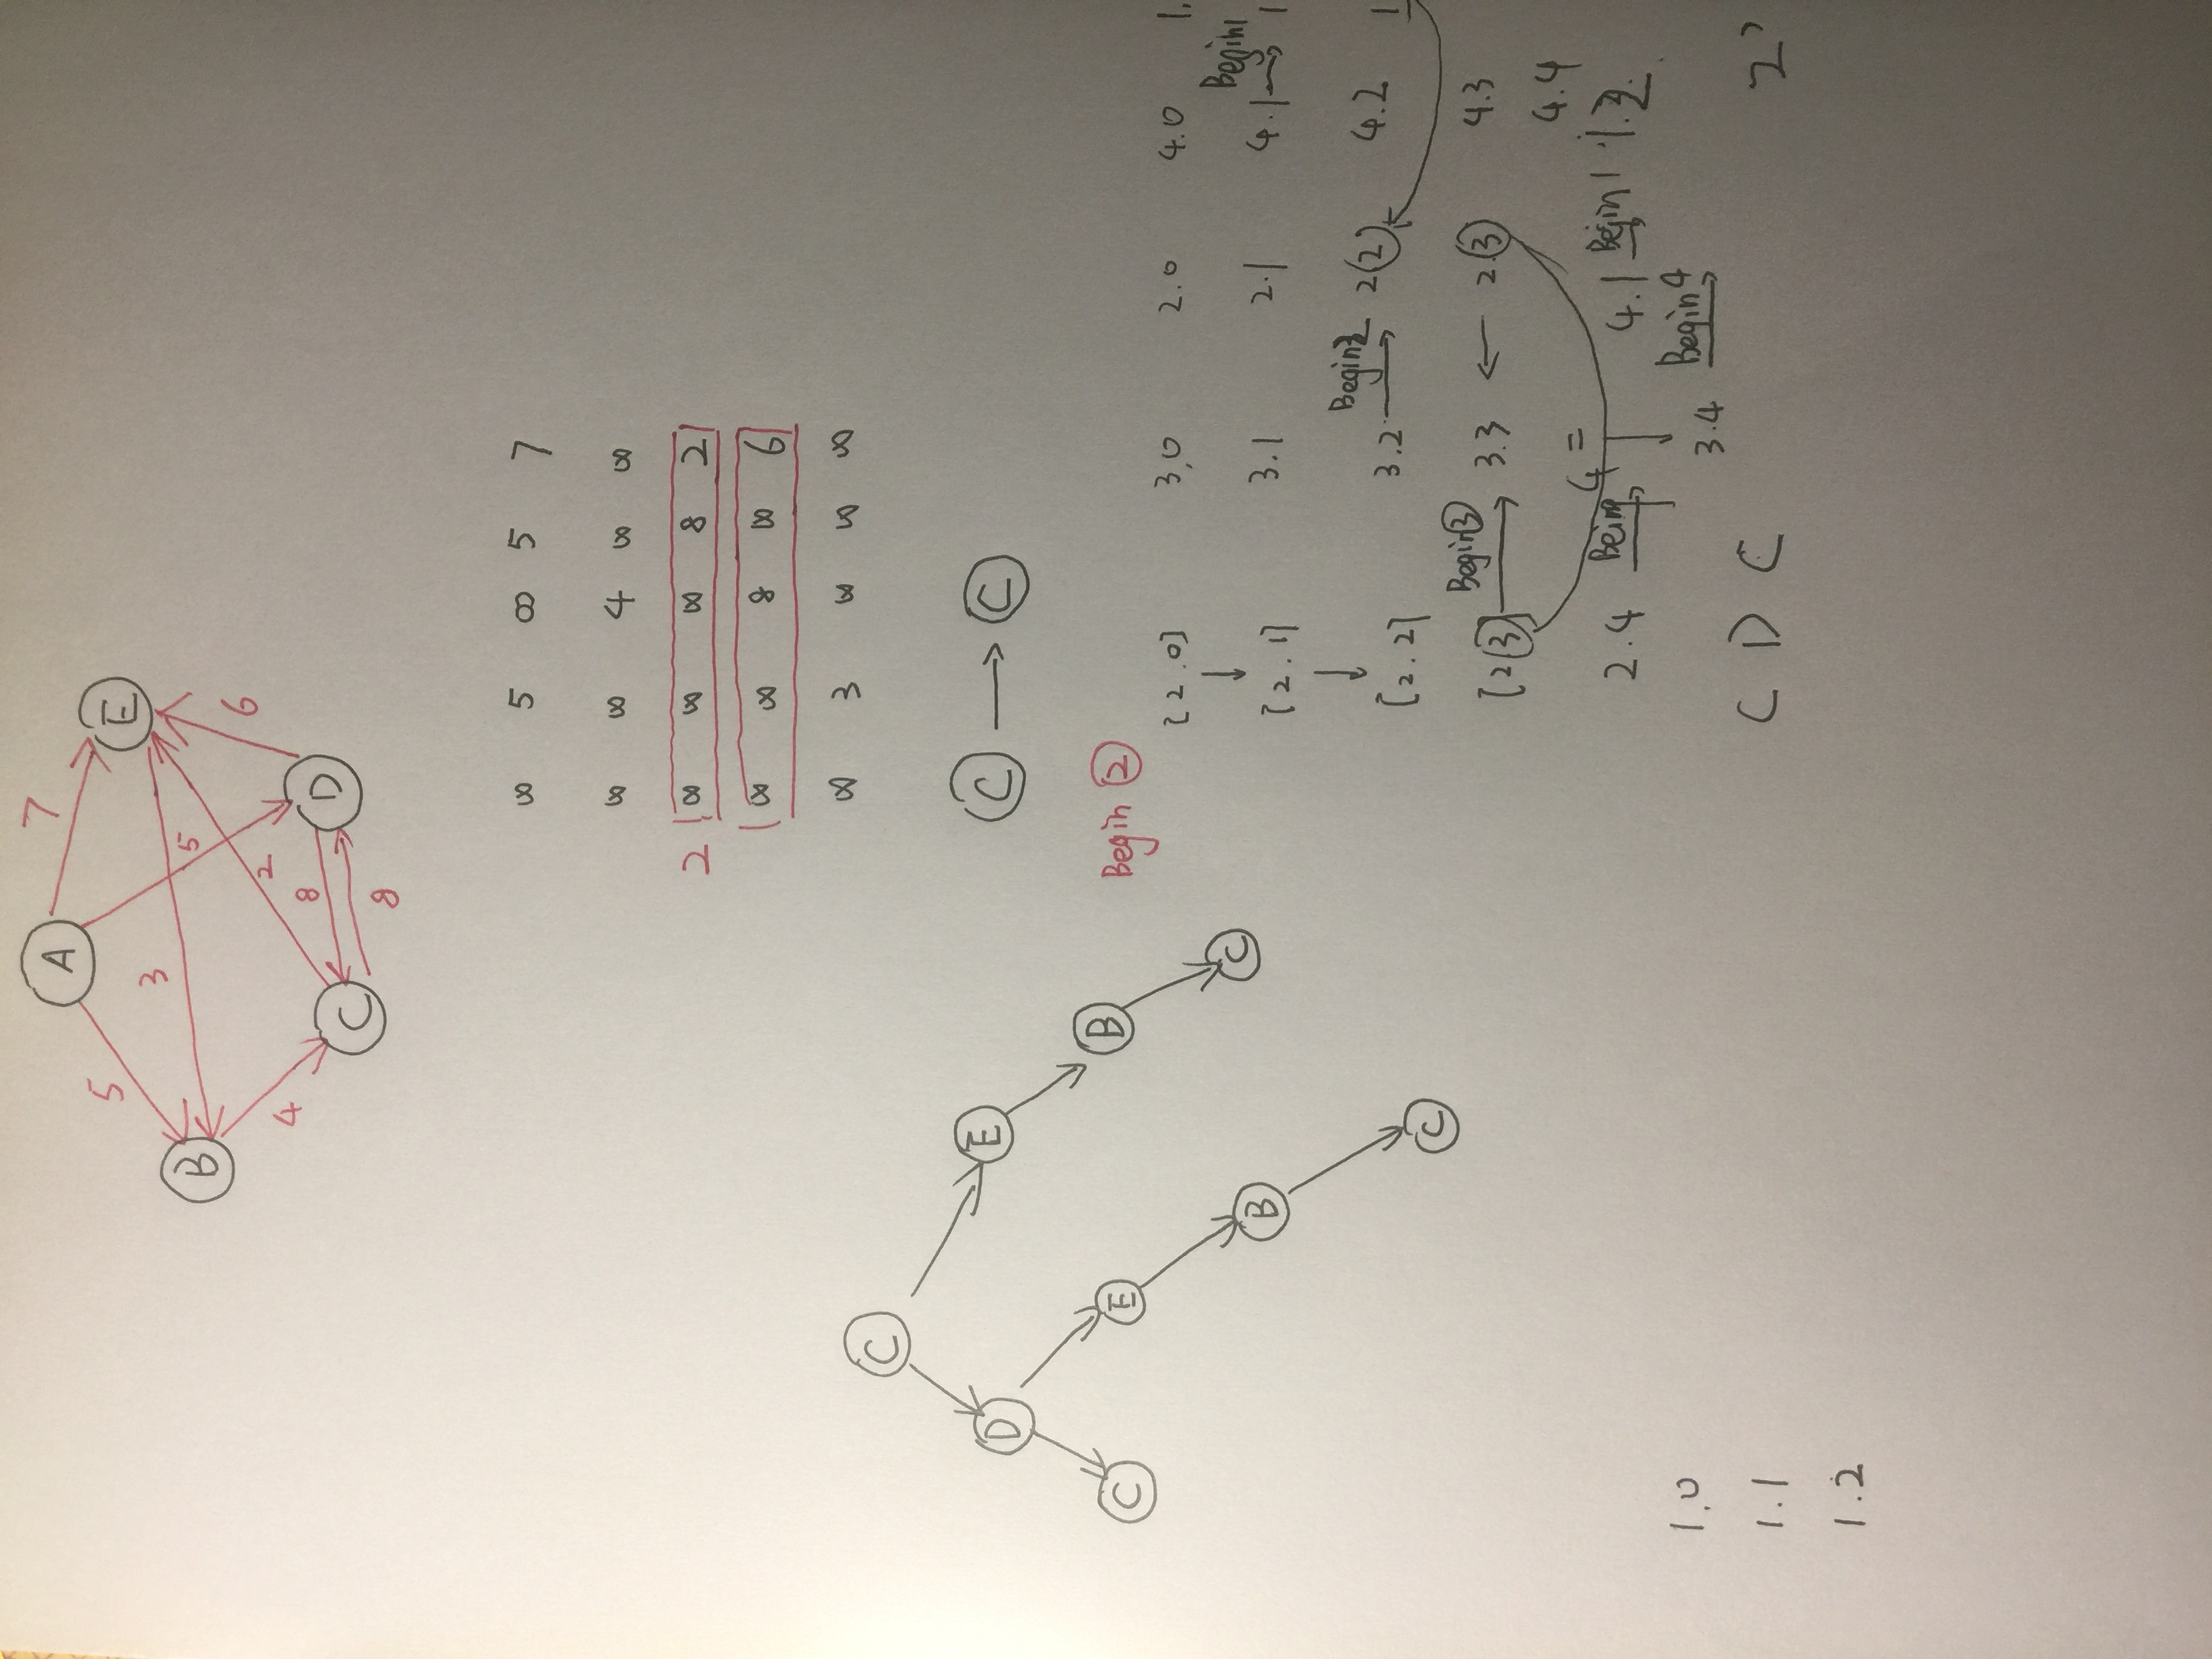 A
7
E
5
3
B
5
6
2
4
8
D
C
8
∞ 5 ∞ 5 7
∞ ∞ 4 ∞ ∞
2 ∞ ∞ ∞ 8 2
∞ ∞ 8 ∞ 6
∞ 3 ∞ ∞ ∞
C
D
E
C
E
B
B
C
C
C C
Begin 2
[2.0] 3.0 2.0 4.0 1.
Begin1
[2.1] 3.1 2.1 4.1 1
Begin2
[2.2] 3.2 2 2 4.2 1
Begin3
[2 3] 3.3 2.3 4.3
4.4
=
2.4 Being 4 4.1 Begin1 1.2
3.4 Begin4
C D C
1.0
1.1
1.2